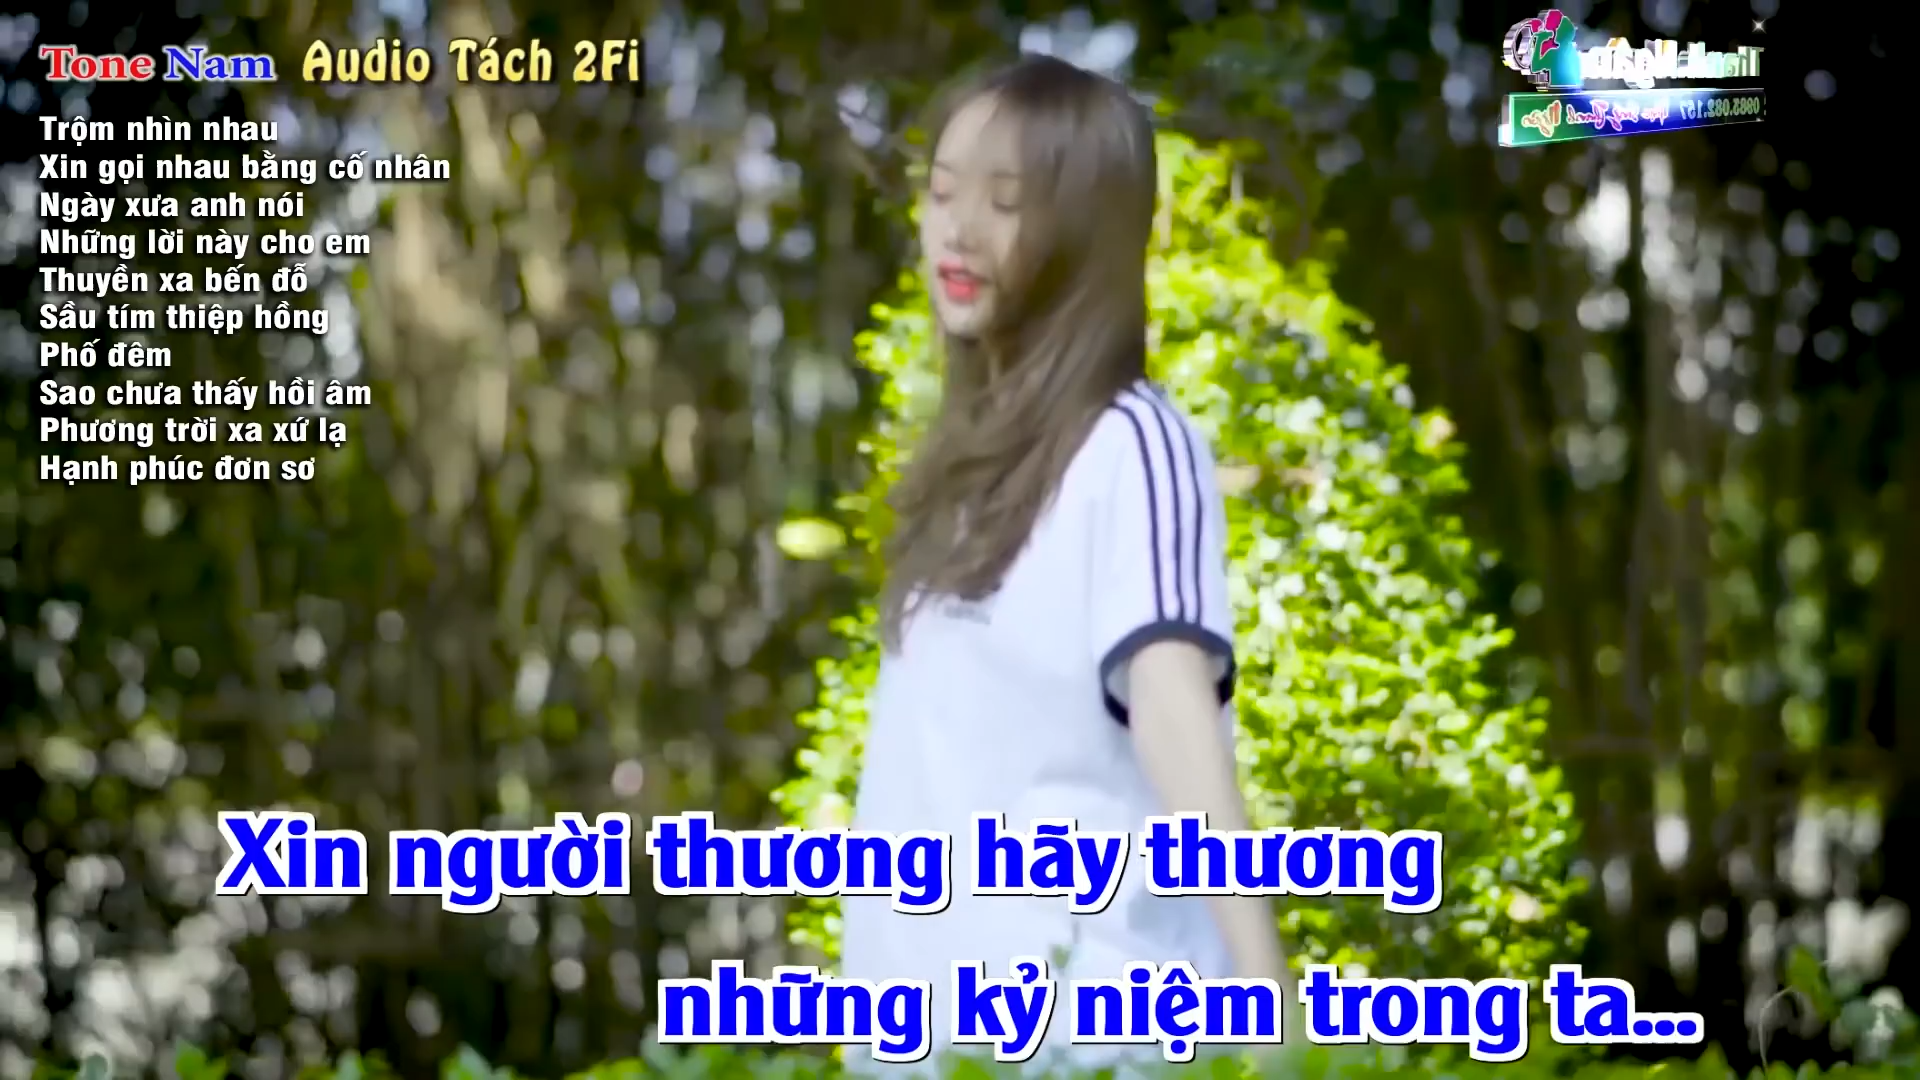 Tone Nam Audio Tách 2Fi
Trộm nhìn nhau
Xin gọi nhau bằng cố nhân
Ngày xưa anh nói
Những lời này cho em
Thuyền xa bến đỗ
Sầu tím thiệp hồng
Phố đêm
Sao chưa thấy hồi âm
Phương trời xa xứ lạ
Hạnh phúc đơn sơ
Xin người thương hãy thương
những kỷ niệm trong ta...